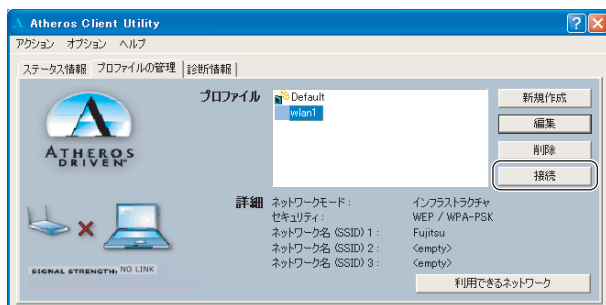 Atheros Client Utility
アクション オプション ヘルプ
ステータス情報 プロファイルの管理 診断情報
プロファイル
Default
wlan1
新規作成
編集
削除
接続
ATHEROS
DRIVEN
詳細
ネットワークモード : インフラストラクチャ
セキュリティ : WEP / WPA-PSK
ネットワーク名 (SSID) 1 : Fujitsu
ネットワーク名 (SSID) 2 : <empty>
ネットワーク名 (SSID) 3 : <empty>
SIGNAL STRENGTH: NO LINK
利用できるネットワーク